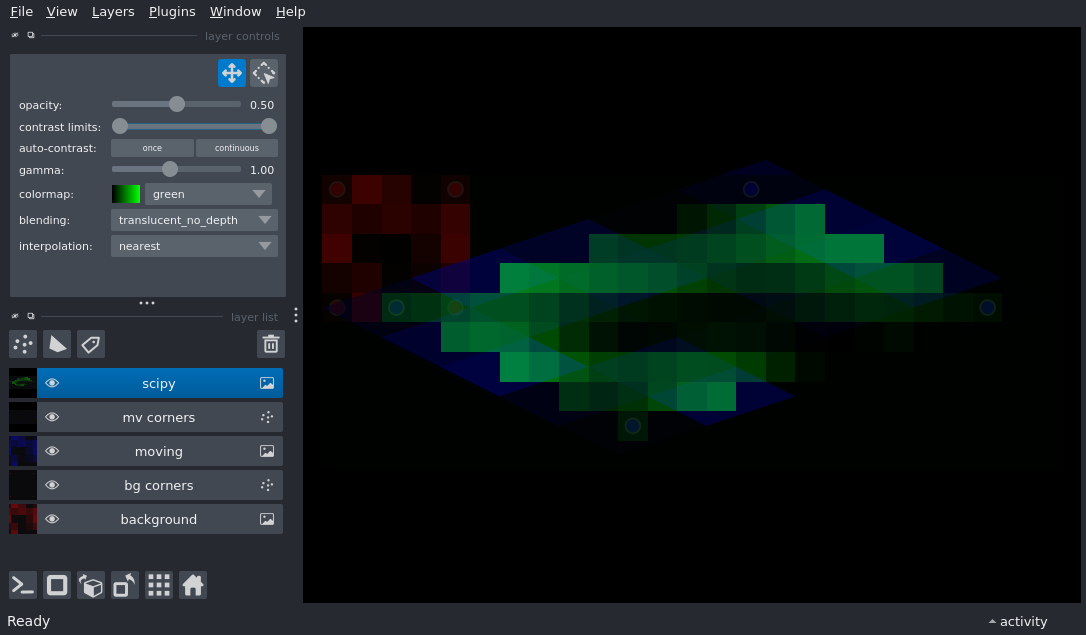 File View Layers Plugins Window Help
layer controls
opacity: 0.50
contrast limits:
auto-contrast: once continuous
gamma: 1.00
colormap: green
blending: translucent_no_depth
interpolation: nearest
layer list
scipy
mv corners
moving
bg corners
background
Ready activity